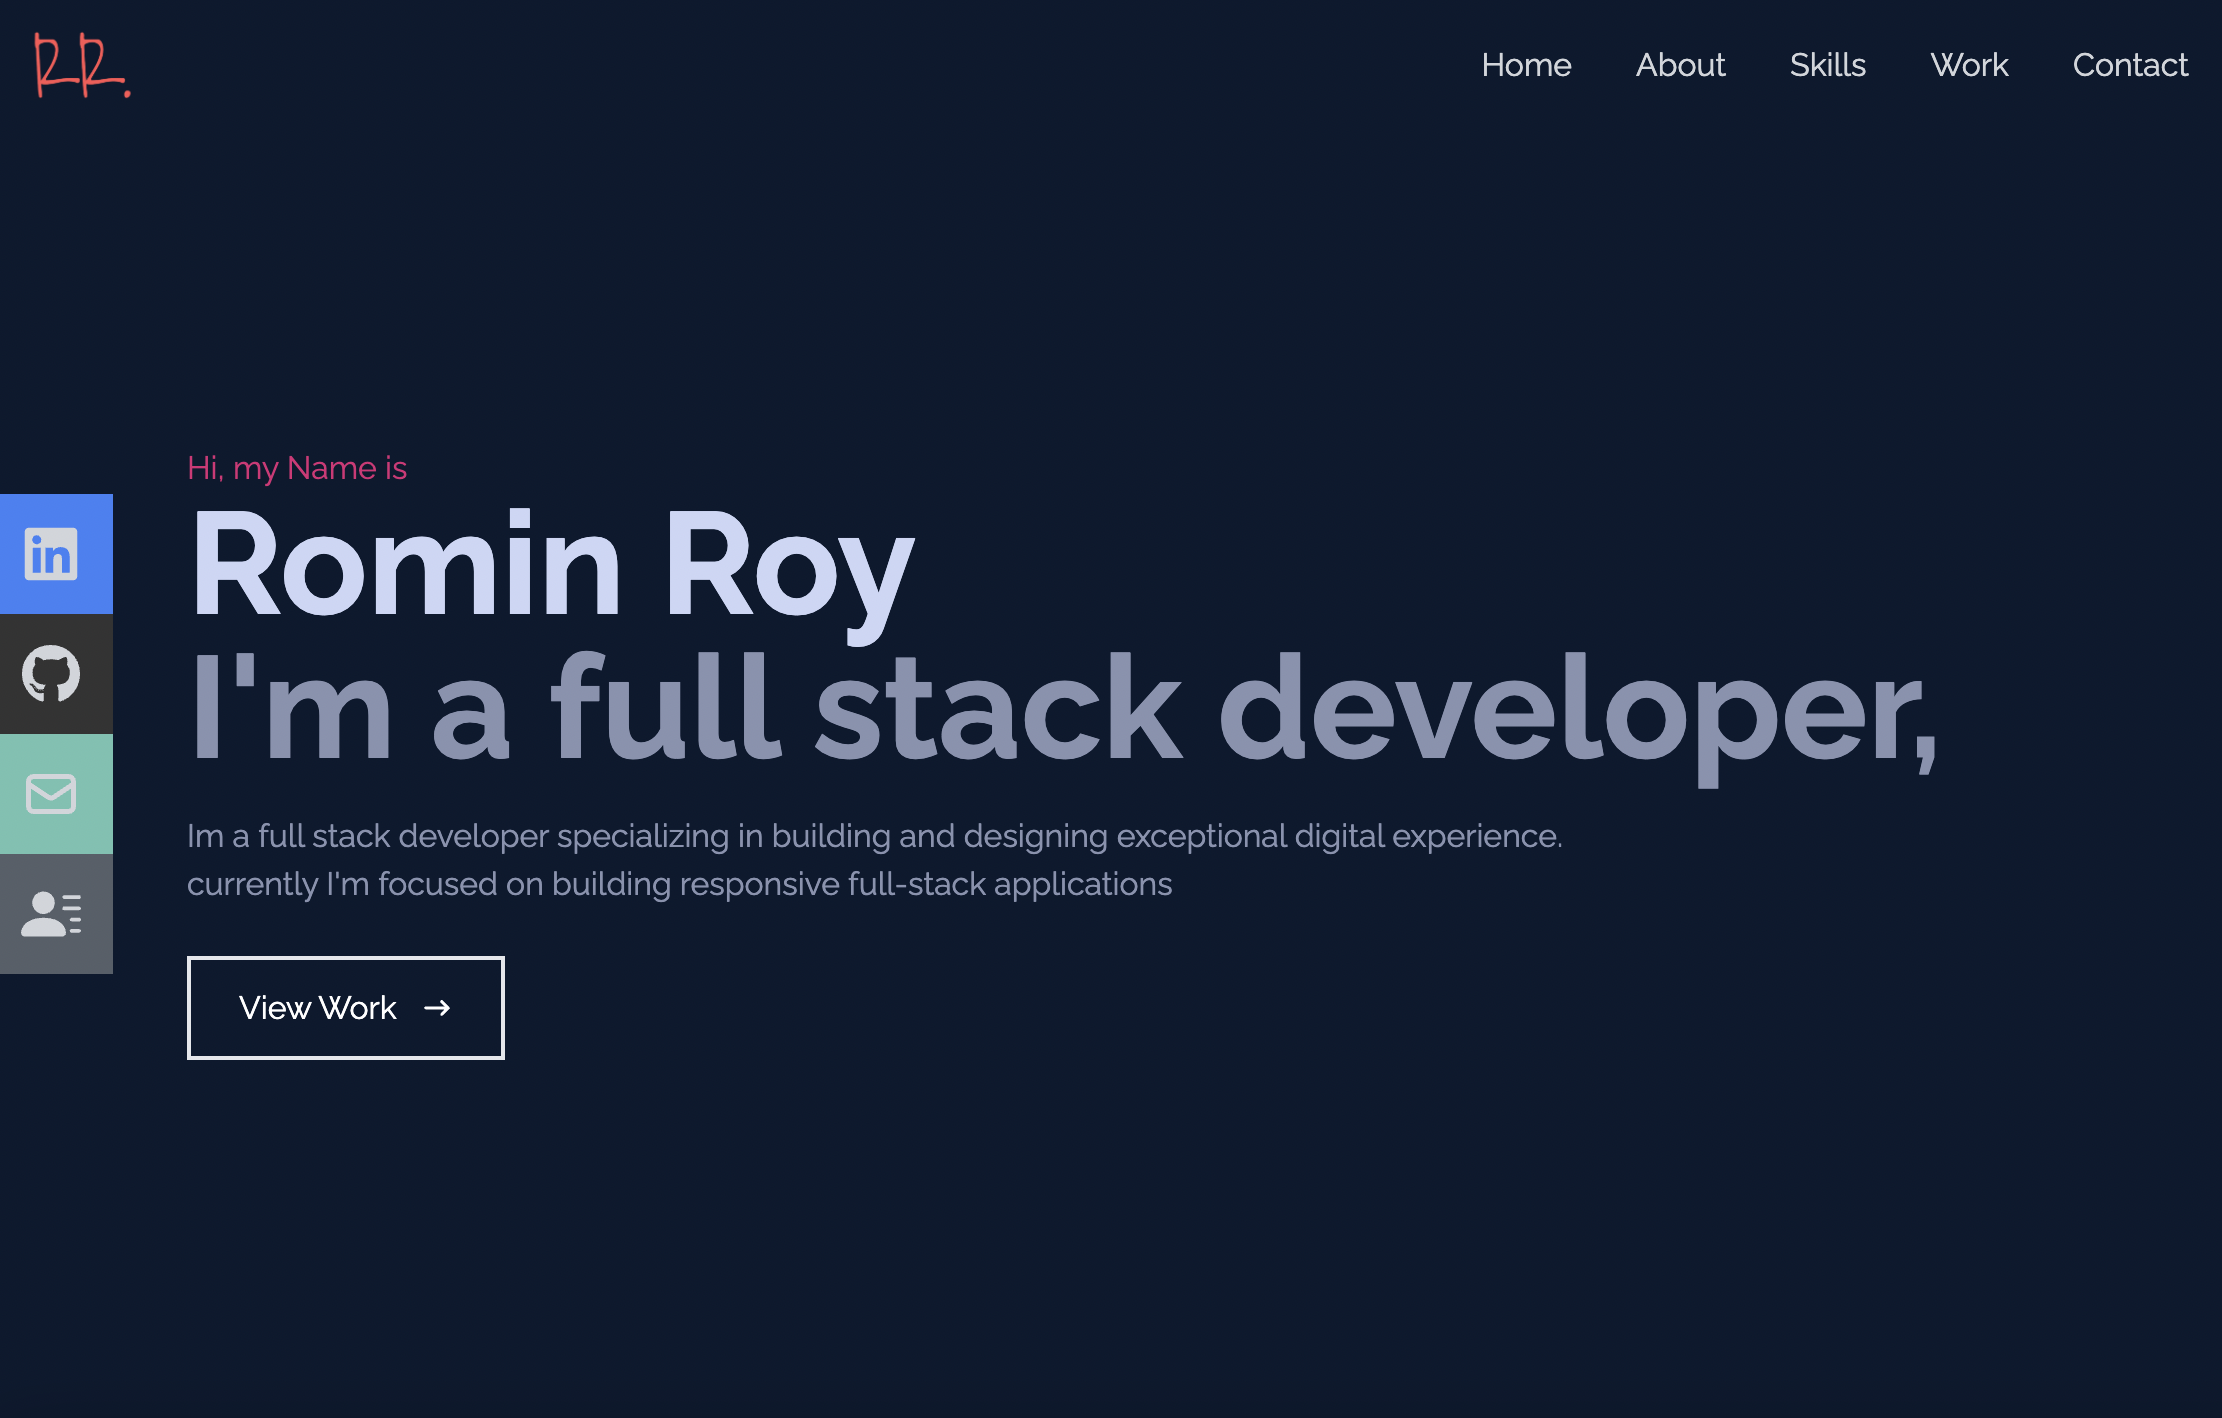 RR.
Home About Skills Work Contact
Hi, my Name is
Romin Roy
I'm a full stack developer,
in
Im a full stack developer specializing in building and designing exceptional digital experience.
currently I'm focused on building responsive full-stack applications
View Work